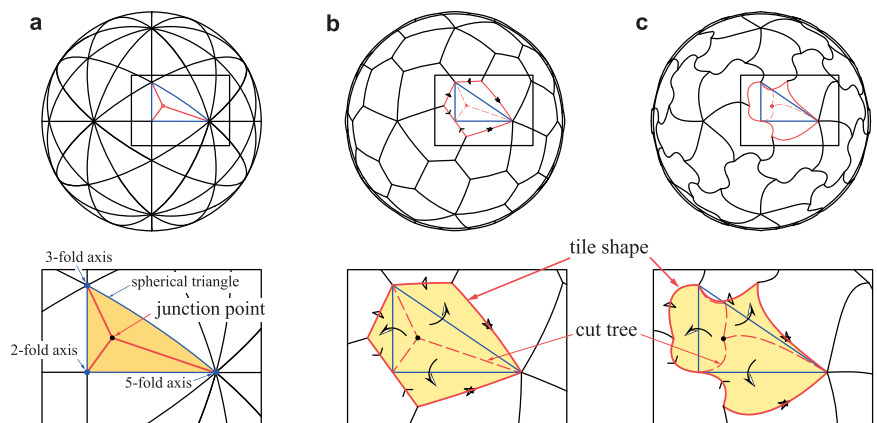 a
b
c
3-fold axis
spherical triangle
junction point
2-fold axis
5-fold axis
tile shape
cut tree